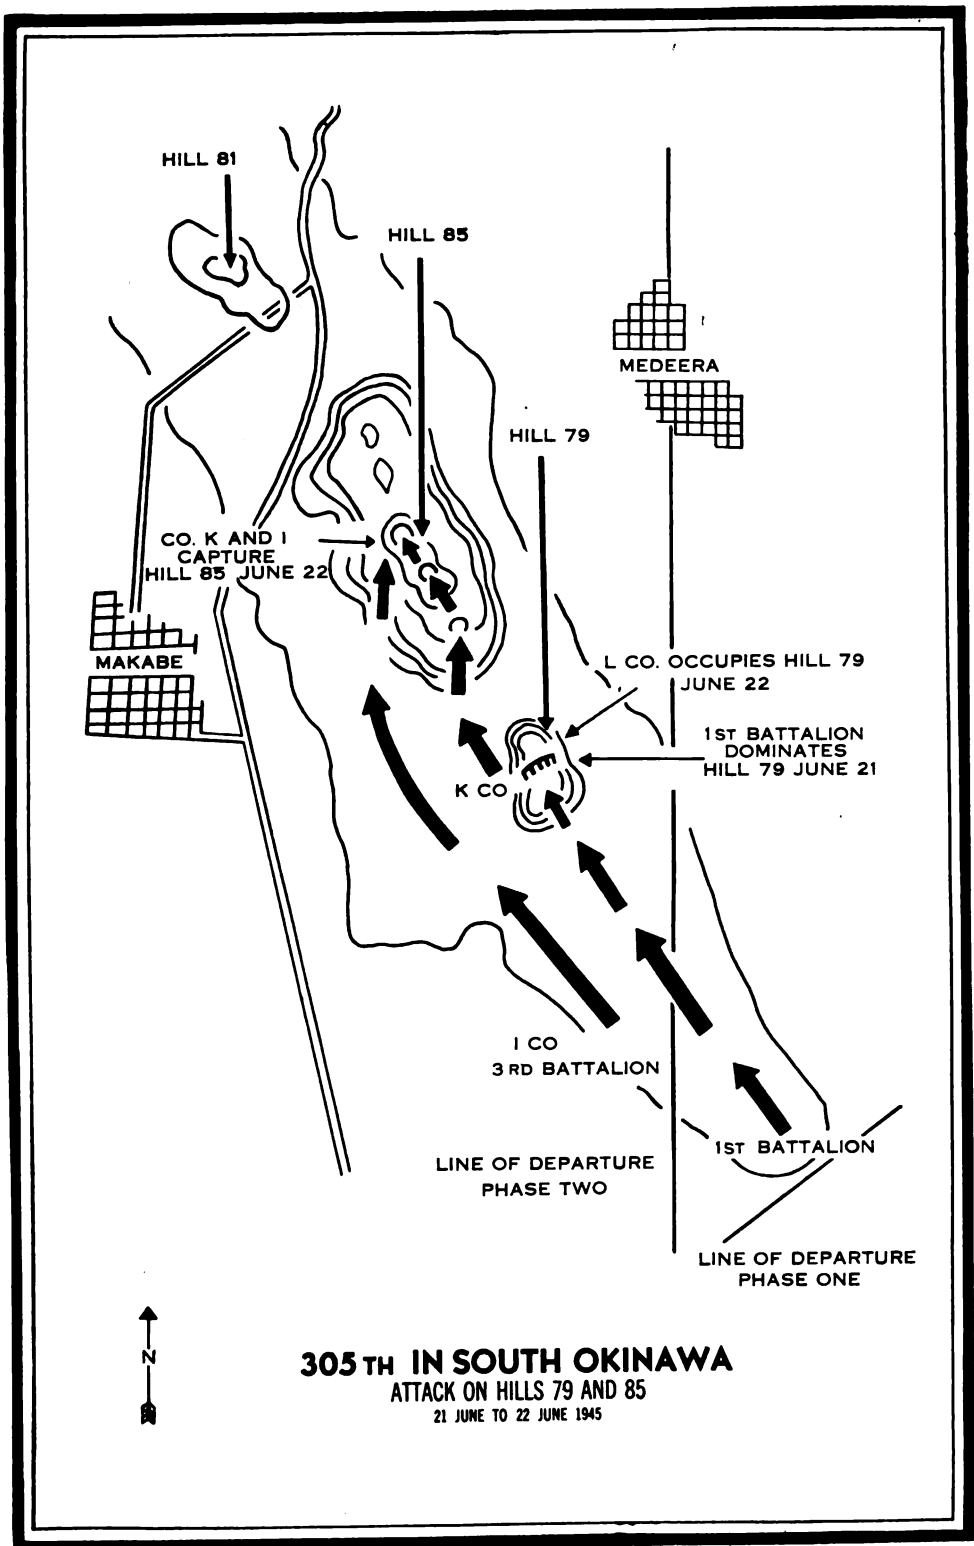 HILL 81
HILL 85
MEDEERA
HILL 79
CO. K AND I
CAPTURE
HILL 85 JUNE 22
MAKABE
L CO. OCCUPIES HILL 79
JUNE 22
1ST BATTALION
DOMINATES
HILL 79 JUNE 21
K CO
I CO
3RD BATTALION
1ST BATTALION
LINE OF DEPARTURE
PHASE TWO
LINE OF DEPARTURE
PHASE ONE
N
305TH IN SOUTH OKINAWA
ATTACK ON HILLS 79 AND 85
21 JUNE TO 22 JUNE 1945